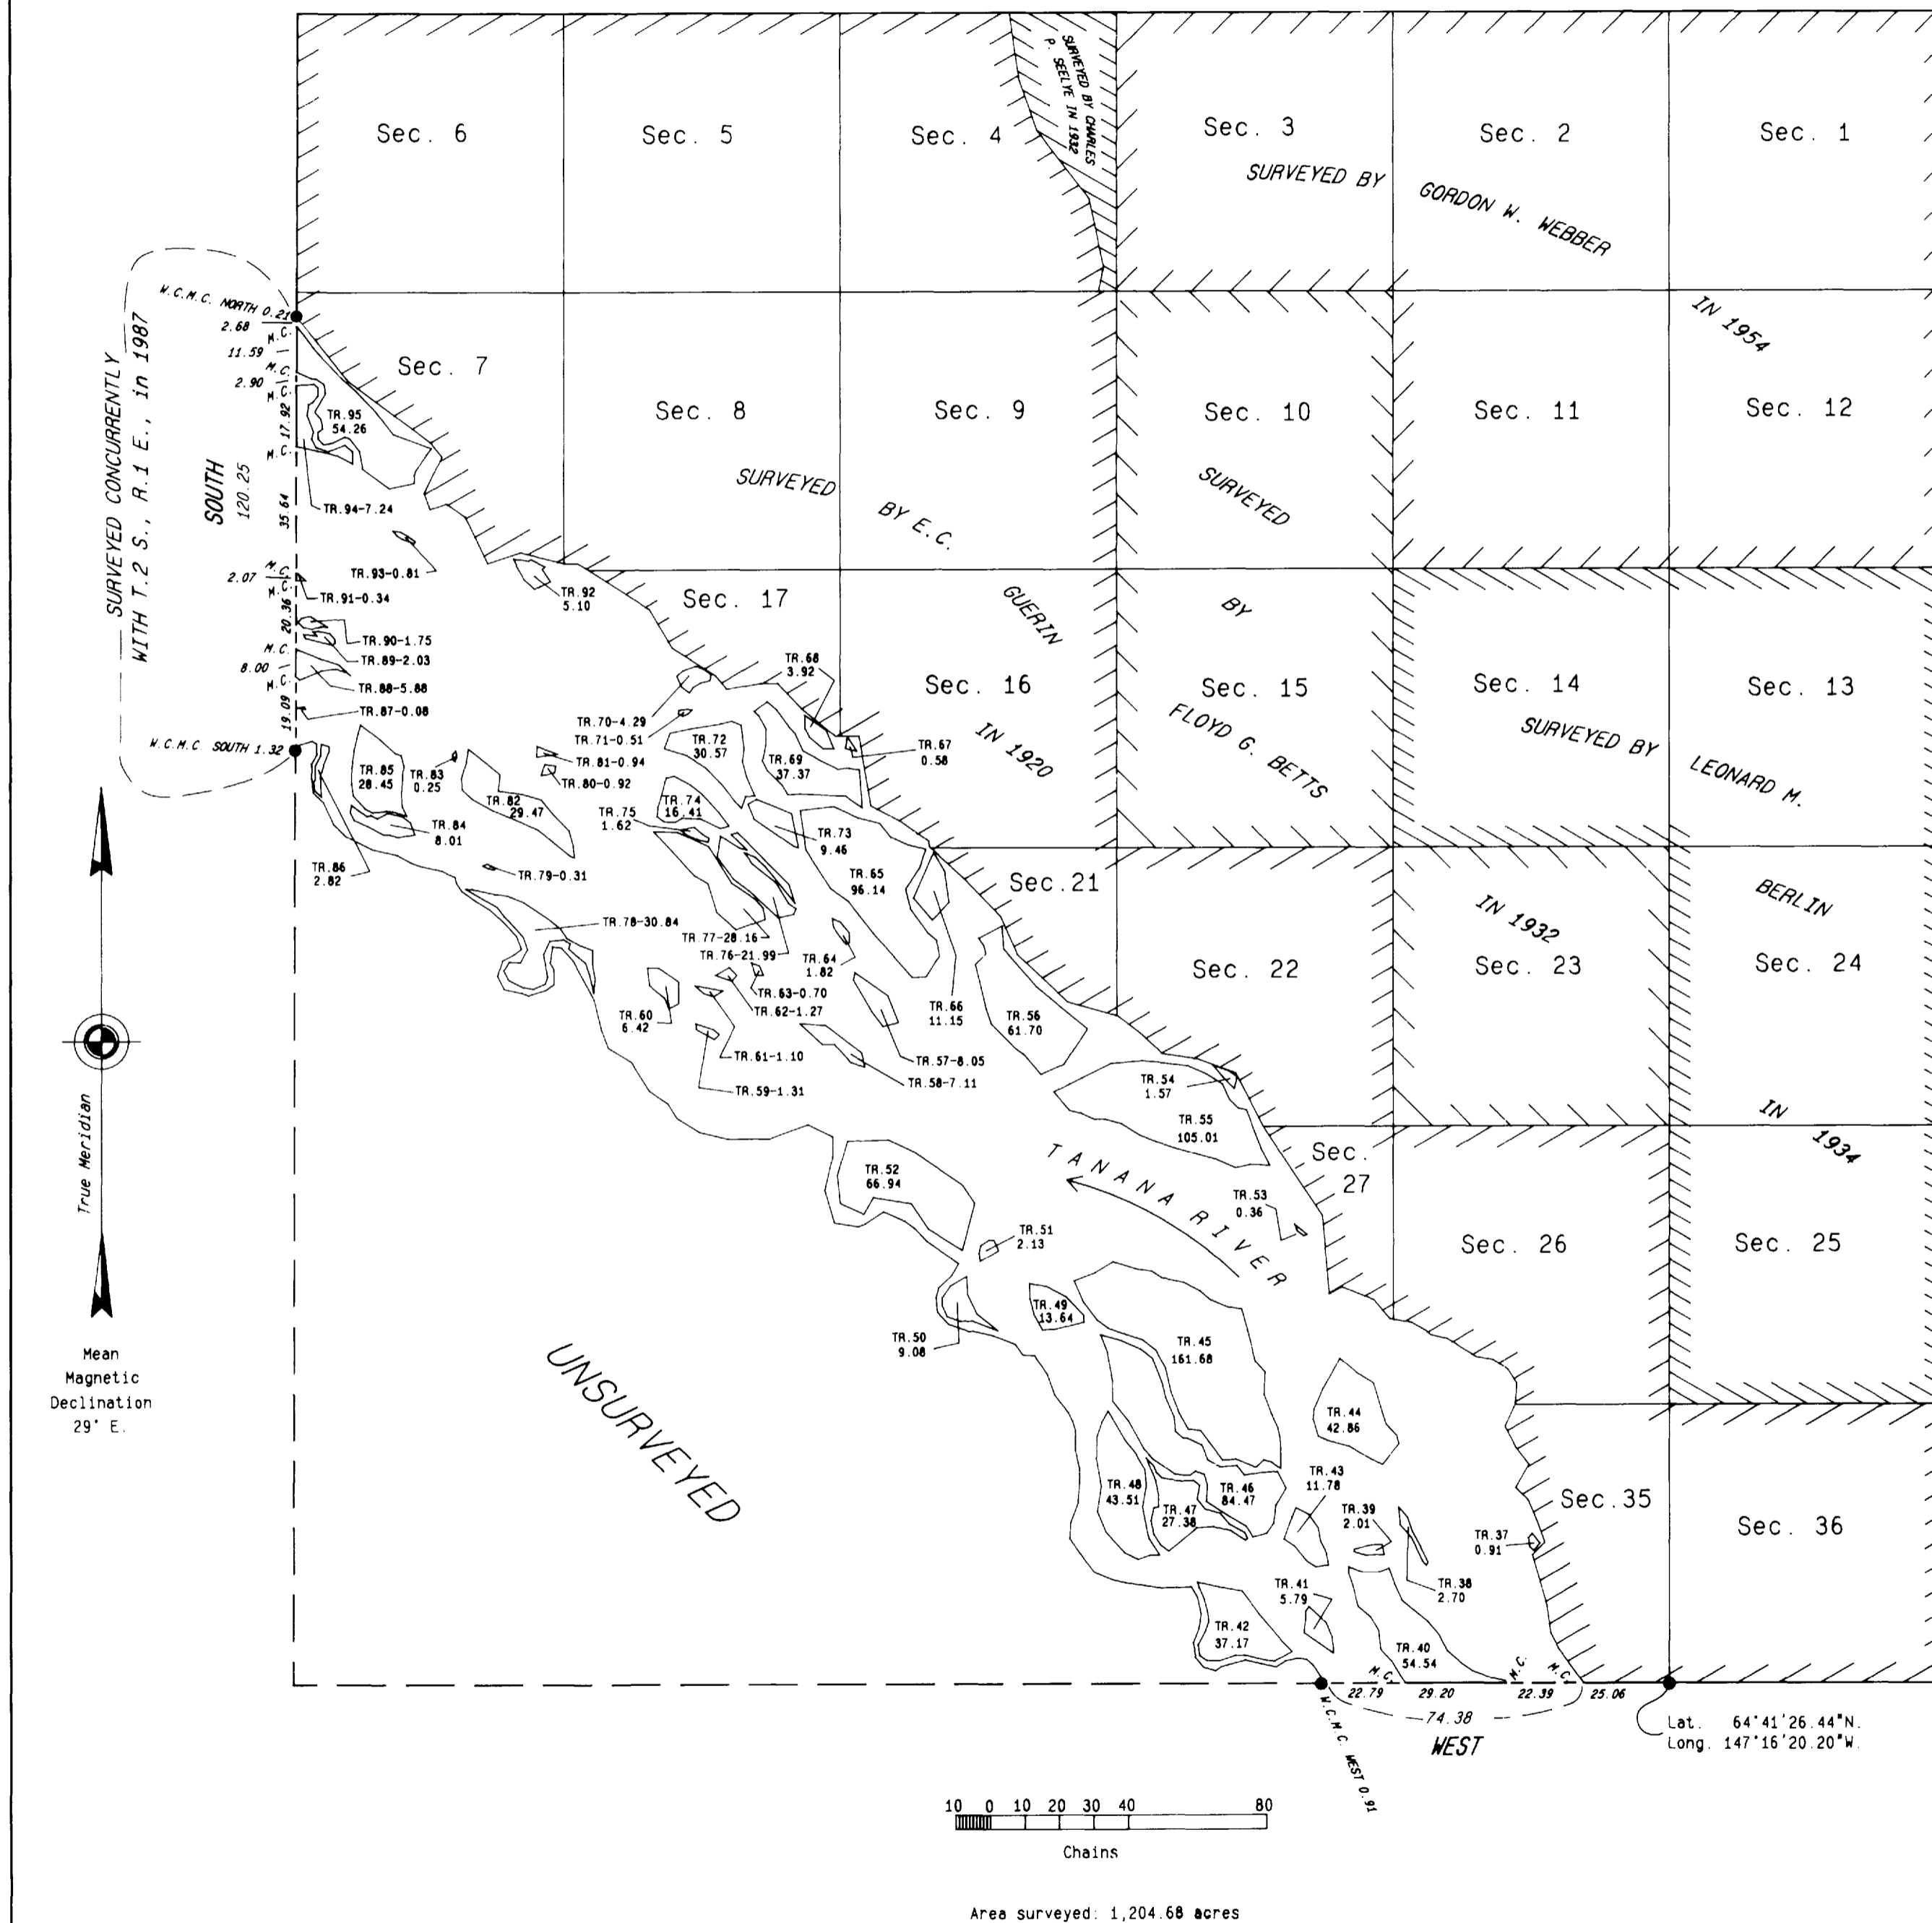 SURVEYED BY CHARLES
P. SEELYE IN 1932
Sec. 6
Sec. 5
Sec. 4
Sec. 3
Sec. 2
Sec. 1
SURVEYED BY
GORDON W. WEBBER
IN 1954
W.C.M.C. NORTH 0.21
2.68
M.C.
11.59
M.C.
2.90
M.C.
17.92
M.C.
SURVEYED CONCURRENTLY
WITH T.2 S., R.1 E., in 1987
SOUTH
120.25
35.64
Sec. 7
Sec. 8
Sec. 9
Sec. 10
Sec. 11
Sec. 12
TR.95
54.26
TR.94-7.24
SURVEYED
BY E.C.
GUERIN
IN 1920
SURVEYED
BY
FLOYD G. BETTS
IN 1932
TR.93-0.81
TR.92
5.10
M.C.
2.07
M.C.
TR.91-0.34
20.36
TR.90-1.75
TR.89-2.03
M.C.
8.00
M.C.
TR.88-5.88
19.09
TR.87-0.08
W.C.M.C. SOUTH 1.32
Sec. 17
Sec. 16
Sec. 15
Sec. 14
Sec. 13
SURVEYED BY
LEONARD M.
BERLIN
IN
1934
TR.68
3.92
TR.70-4.29
TR.71-0.51
TR.72
30.57
TR.69
37.37
TR.67
0.58
TR.81-0.94
TR.80-0.92
TR.85
28.45
TR.83
0.25
TR.82
29.47
TR.84
8.01
TR.86
2.82
TR.79-0.31
TR.75
1.62
TR.74
16.41
TR.73
9.46
TR.65
96.14
Sec.21
Sec. 22
Sec. 23
Sec. 24
TR.78-30.84
TR.77-28.16
TR.76-21.99
TR.64
1.82
TR.63-0.70
TR.62-1.27
TR.60
6.42
TR.61-1.10
TR.59-1.31
TR.66
11.15
TR.56
61.70
TR.57-8.05
TR.58-7.11
TR.54
1.57
TR.55
105.01
True Meridian
Mean
Magnetic
Declination
29° E.
TANANA RIVER
Sec.
27
Sec. 26
Sec. 25
TR.52
66.94
TR.53
0.36
TR.51
2.13
TR.50
9.08
TR.49
13.64
TR.45
161.68
TR.44
42.86
UNSURVEYED
TR.48
43.51
TR.47
27.38
TR.46
84.47
TR.43
11.78
TR.39
2.01
TR.37
0.91
TR.38
2.70
Sec.35
Sec. 36
TR.41
5.79
TR.42
37.17
TR.40
54.54
M.C.
M.C.
M.C.
22.79
29.20
22.39
25.06
74.38
WEST
W.C.M.C. WEST 0.91
Lat. 64°41'26.44"N.
Long. 147°16'20.20"W.
10 0 10 20 30 40 80
Chains
Area surveyed: 1,204.68 acres